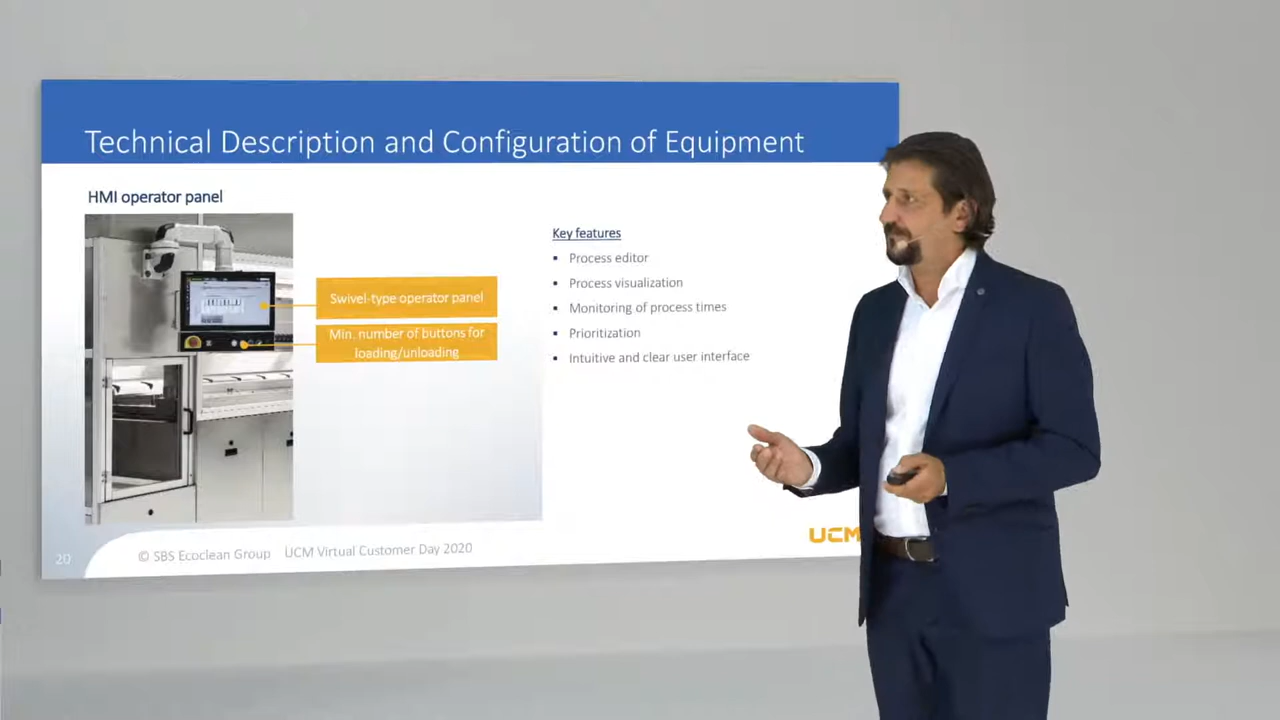 Technical Description and Configuration of Equipment
HMI operator panel
Swivel-type operator panel
Min. number of buttons for
loading/unloading
Key features
▪ Process editor
▪ Process visualization
▪ Monitoring of process times
▪ Prioritization
▪ Intuitive and clear user interface
UCM
20
© SBS Ecoclean Group UCM Virtual Customer Day 2020